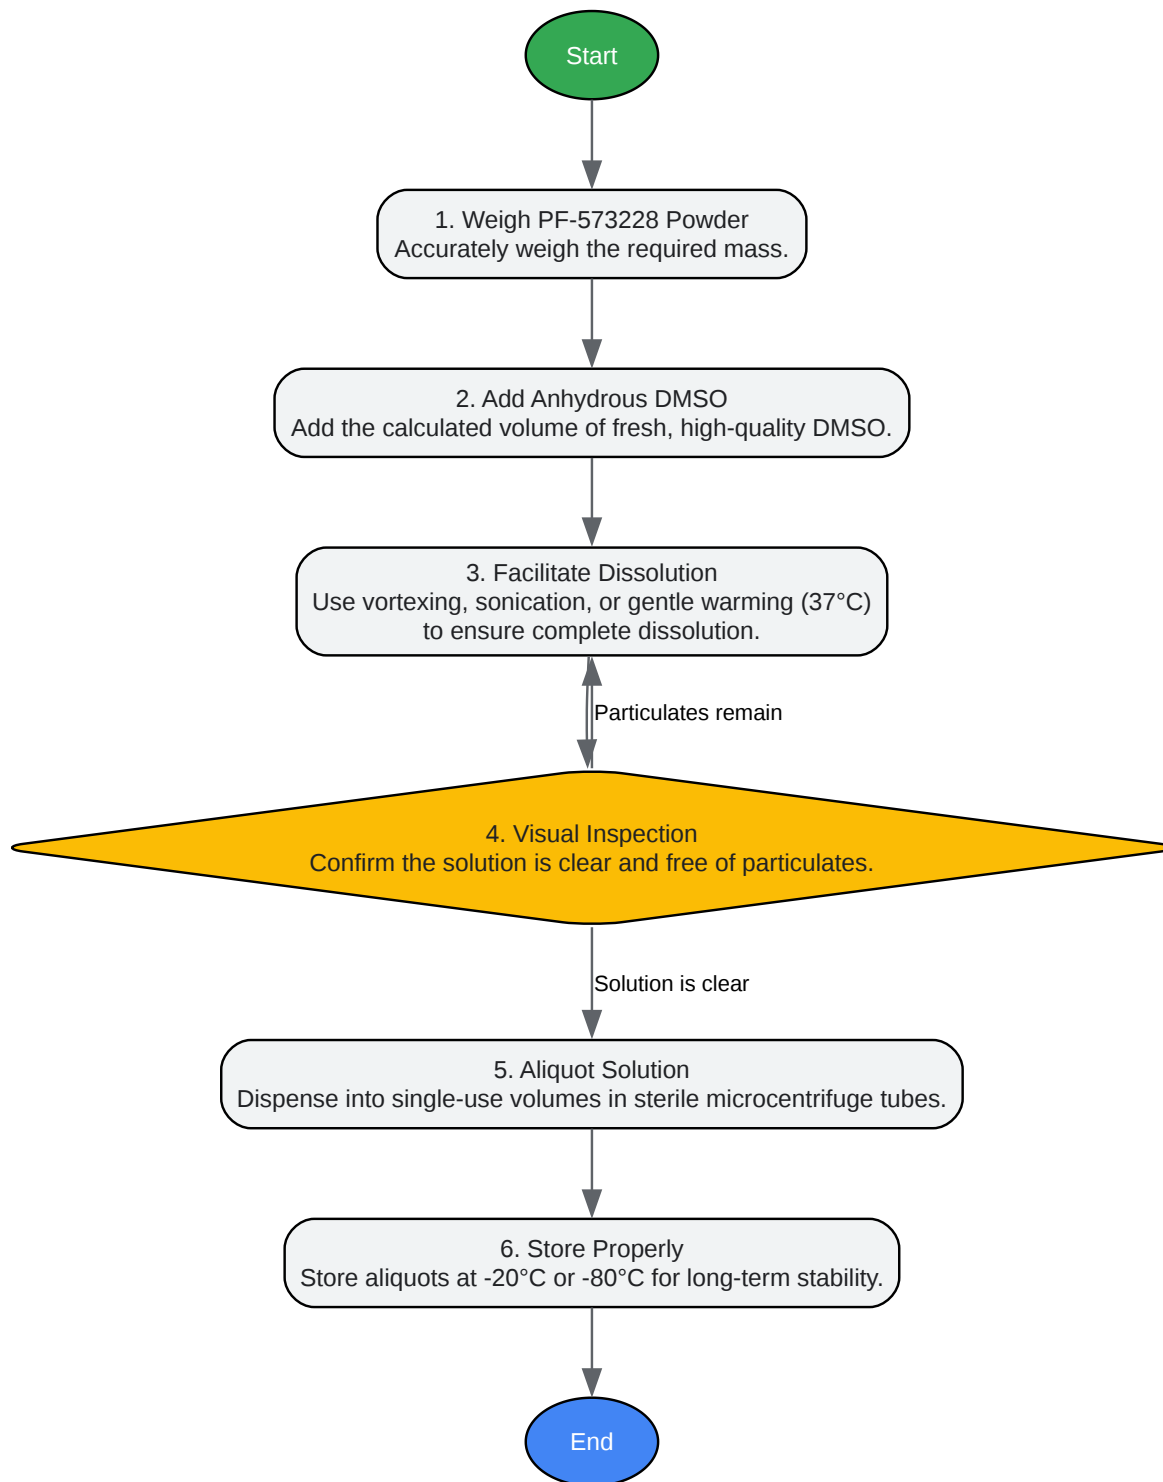 Start
1. Weigh PF-573228 Powder
Accurately weigh the required mass.
2. Add Anhydrous DMSO
Add the calculated volume of fresh, high-quality DMSO.
3. Facilitate Dissolution
Use vortexing, sonication, or gentle warming (37°C)
to ensure complete dissolution.
Particulates remain
4. Visual Inspection
Confirm the solution is clear and free of particulates.
Solution is clear
5. Aliquot Solution
Dispense into single-use volumes in sterile microcentrifuge tubes.
6. Store Properly
Store aliquots at -20°C or -80°C for long-term stability.
End